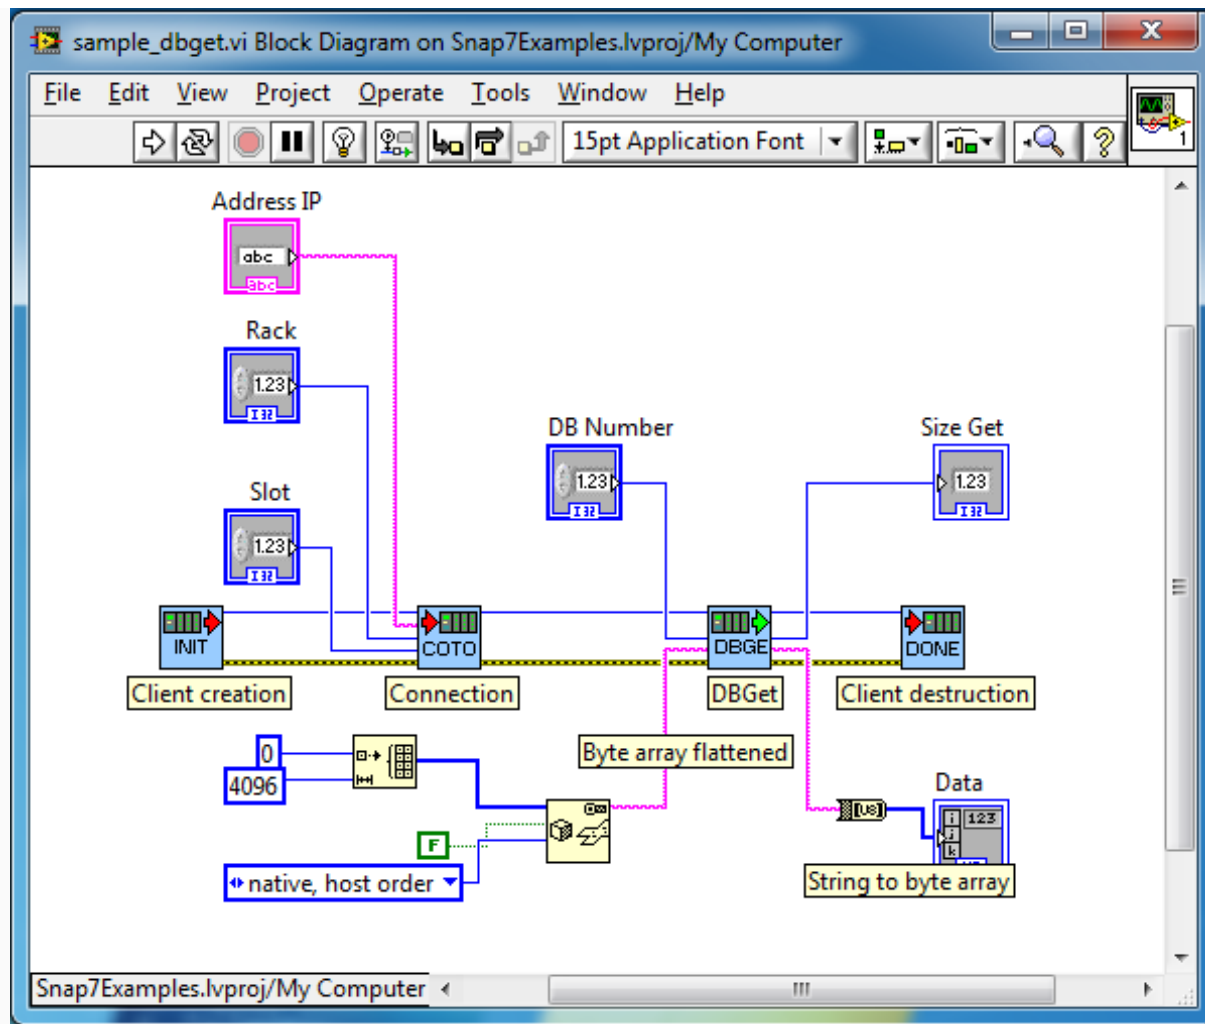 sample_dbget.vi Block Diagram on Snap7Examples.lvproj/My Computer
File Edit View Project Operate Tools Window Help
15pt Application Font
1
Address IP
abc
abc
Rack
1.23
I32
DB Number
1.23
I32
Size Get
1.23
I32
Slot
1.23
I32
INIT
COTO
DBGE
DONE
Client creation
Connection
DBGet
Client destruction
0
4096
Byte array flattened
F
native, host order
[U8]
Data
i 123
j
k
String to byte array
Snap7Examples.lvproj/My Computer